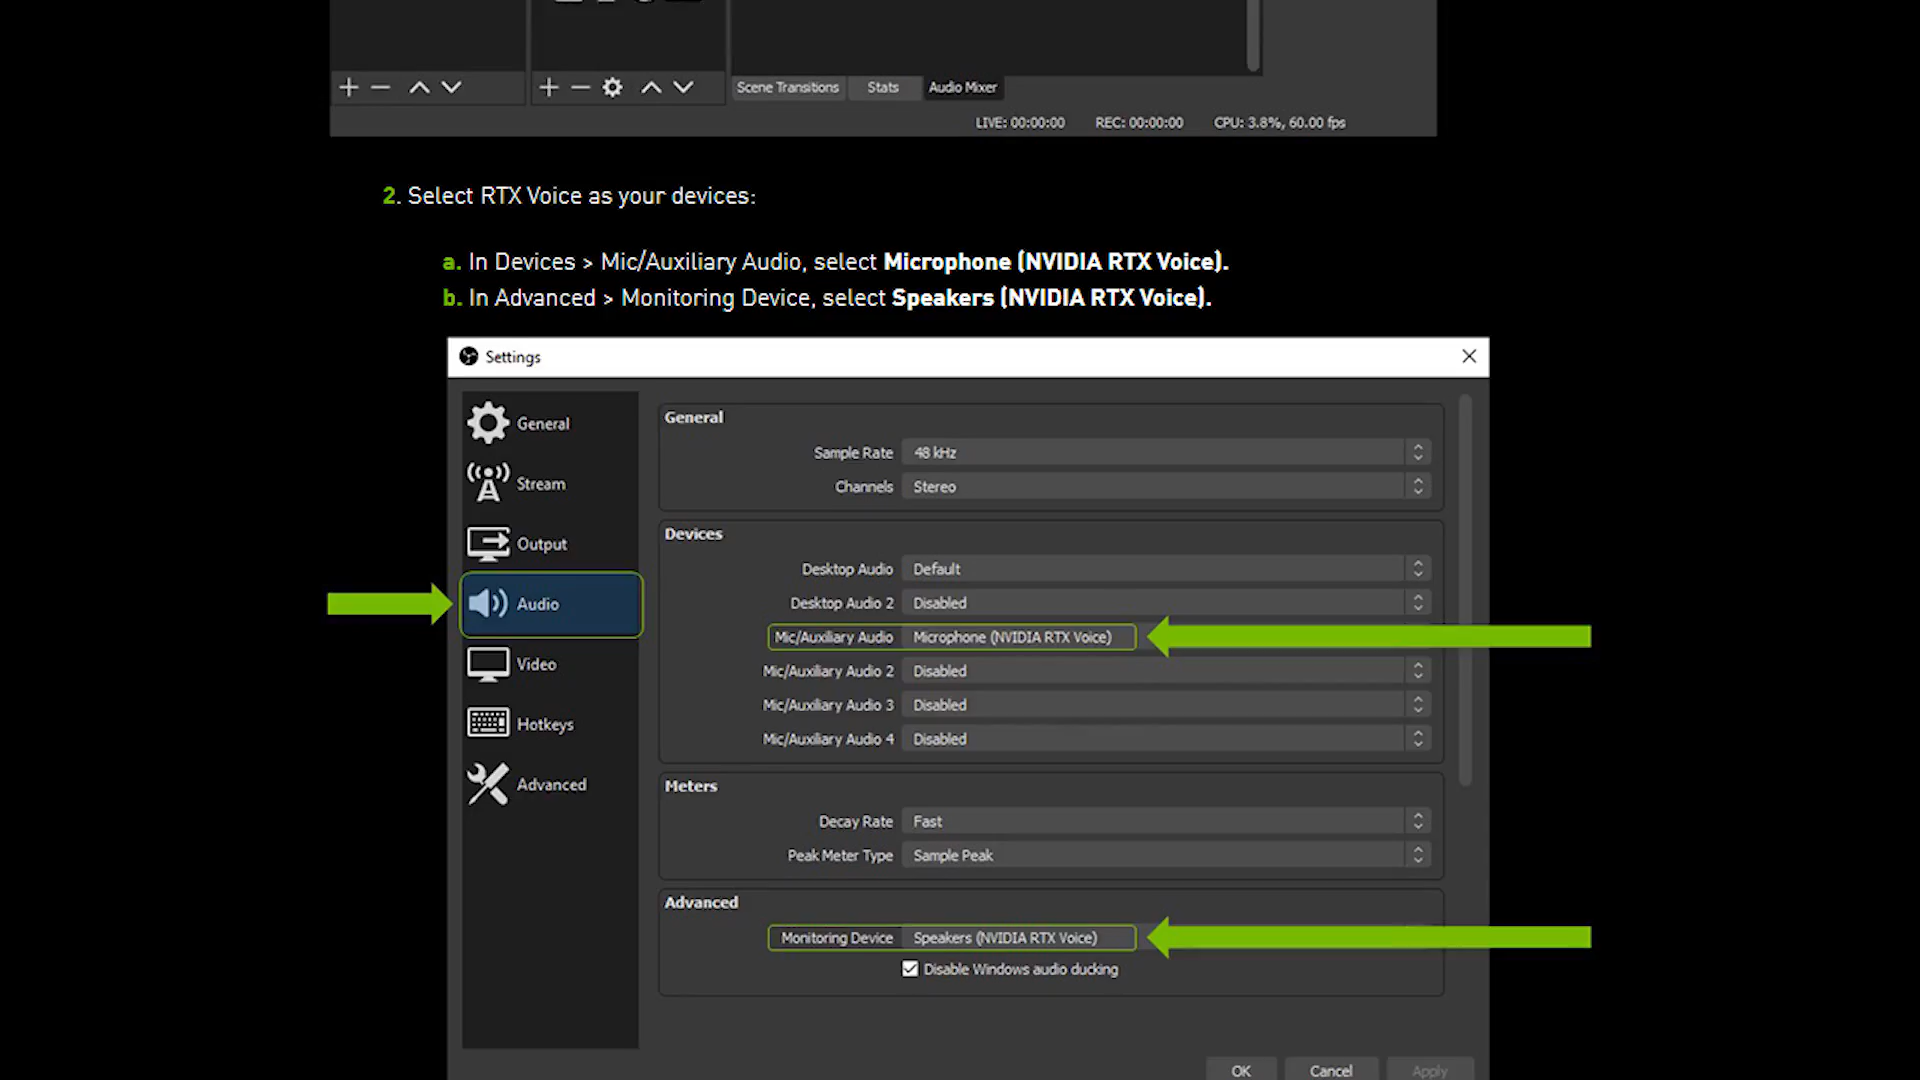 Scene Transitions Stats Audio Mixer
LIVE: 00:00:00 REC: 00:00:00 CPU: 3.8%, 60.00 fps
2. Select RTX Voice as your devices:
a. In Devices > Mic/Auxiliary Audio, select Microphone (NVIDIA RTX Voice).
b. In Advanced > Monitoring Device, select Speakers (NVIDIA RTX Voice).
Settings
General
Stream
Output
Audio
Video
Hotkeys
Advanced
General
Sample Rate 48 kHz
Channels Stereo
Devices
Desktop Audio Default
Desktop Audio 2 Disabled
Mic/Auxiliary Audio Microphone (NVIDIA RTX Voice)
Mic/Auxiliary Audio 2 Disabled
Mic/Auxiliary Audio 3 Disabled
Mic/Auxiliary Audio 4 Disabled
Meters
Decay Rate Fast
Peak Meter Type Sample Peak
Advanced
Monitoring Device Speakers (NVIDIA RTX Voice)
Disable Windows audio ducking
OK Cancel Apply